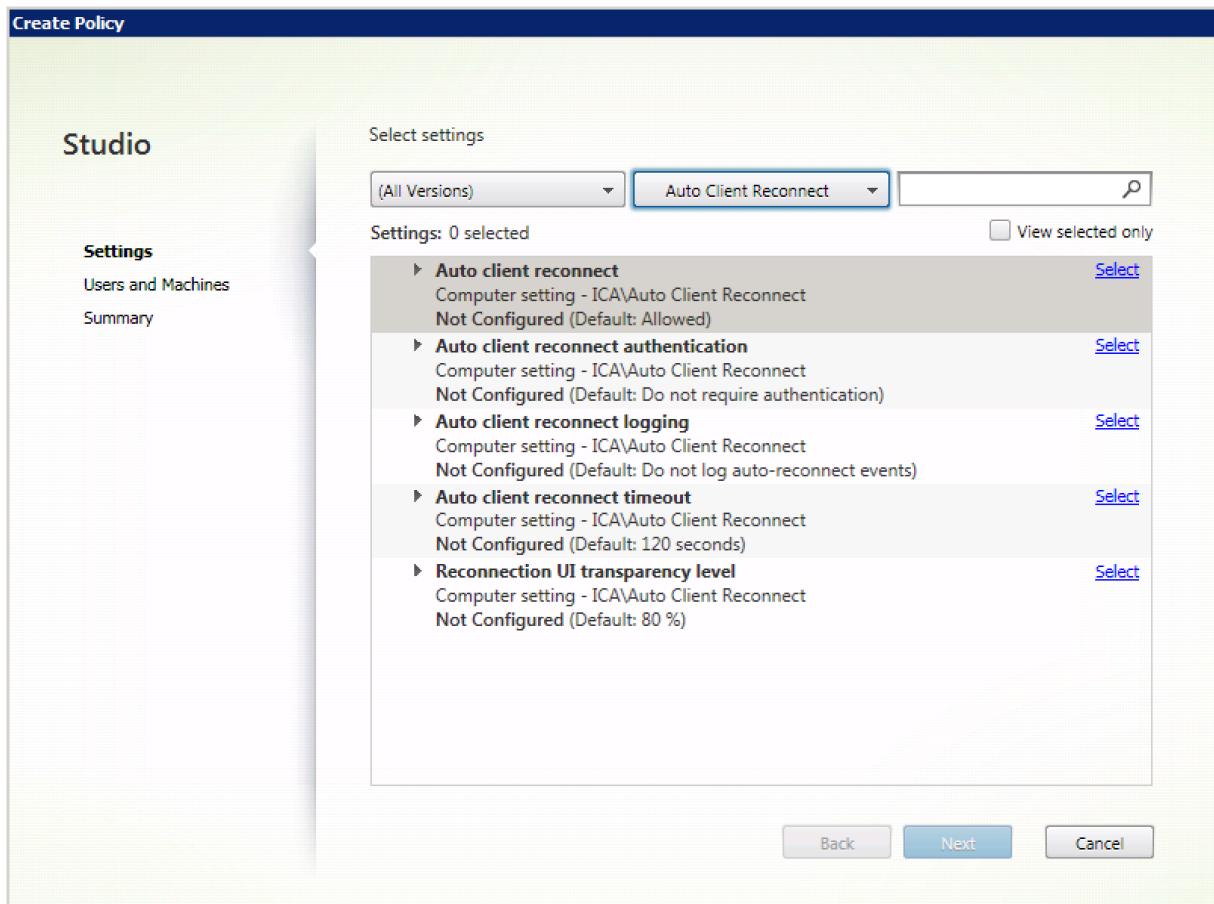 Create Policy
Studio
Settings
Users and Machines
Summary
Select settings
(All Versions)
Auto Client Reconnect
Settings: 0 selected
View selected only
Auto client reconnect
Select
Computer setting - ICA\Auto Client Reconnect
Not Configured (Default: Allowed)
Auto client reconnect authentication
Select
Computer setting - ICA\Auto Client Reconnect
Not Configured (Default: Do not require authentication)
Auto client reconnect logging
Select
Computer setting - ICA\Auto Client Reconnect
Not Configured (Default: Do not log auto-reconnect events)
Auto client reconnect timeout
Select
Computer setting - ICA\Auto Client Reconnect
Not Configured (Default: 120 seconds)
Reconnection UI transparency level
Select
Computer setting - ICA\Auto Client Reconnect
Not Configured (Default: 80 %)
Back
Next
Cancel